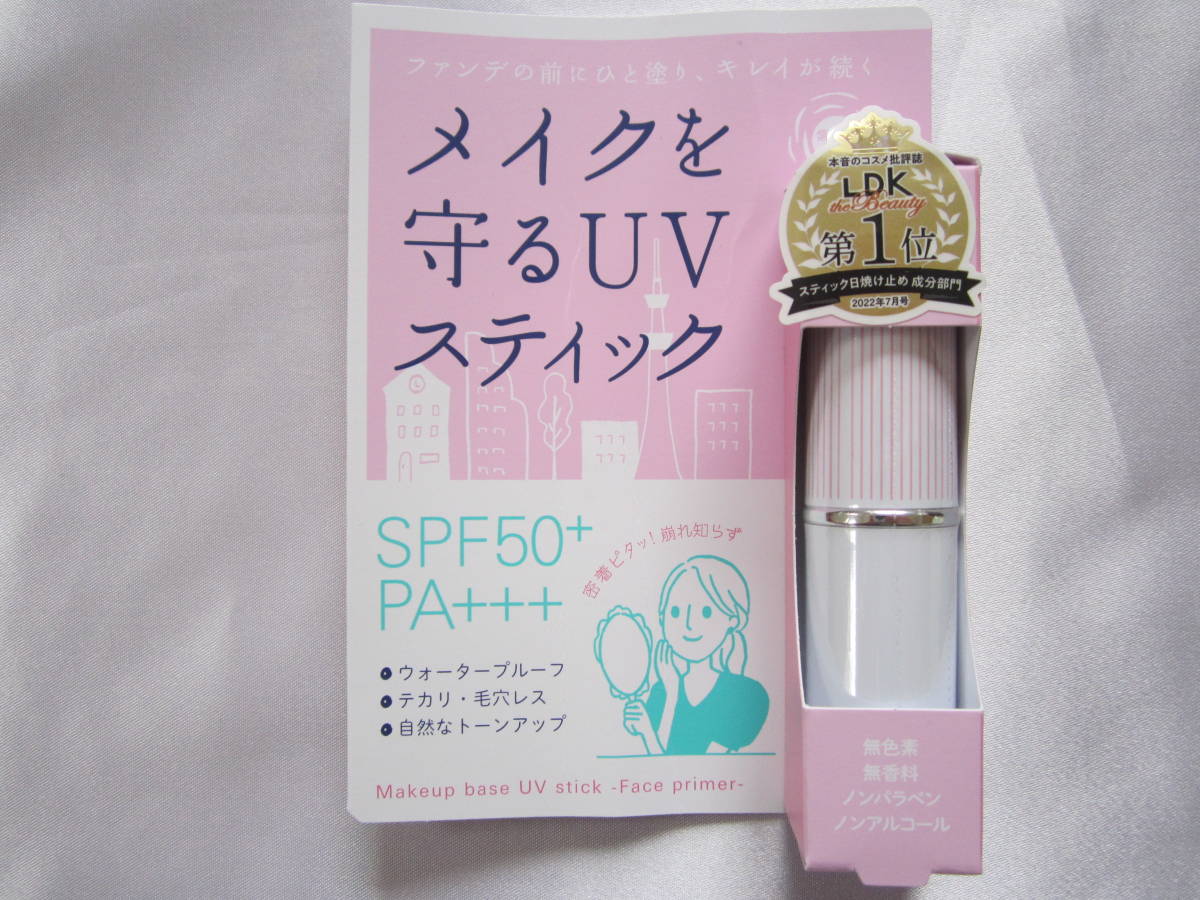 ファンデの前にひと塗り、キレイが続く
メイクを
守るUV
スティック
SPF50+
PA+++
密着ピタッ！崩れ知らず
●ウォータープルーフ
●テカリ・毛穴レス
●自然なトーンアップ
Makeup base UV stick -Face primer-
本音のコスメ批評誌
LDK
the Beauty
第1位
スティック日焼け止め 成分部門
2022年7月号
無色素
無香料
ノンパラベン
ノンアルコール